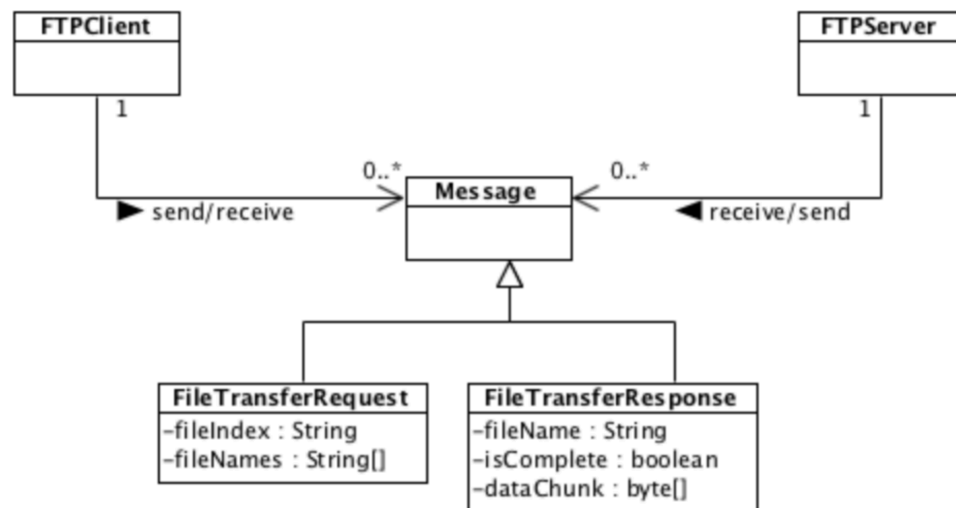 FTPClient
FTPServer
1
1
0..*
0..*
Message
send/receive
receive/send
FileTransferRequest
-fileIndex : String
-fileNames : String[]
FileTransferResponse
-fileName : String
-isComplete : boolean
-dataChunk : byte[]